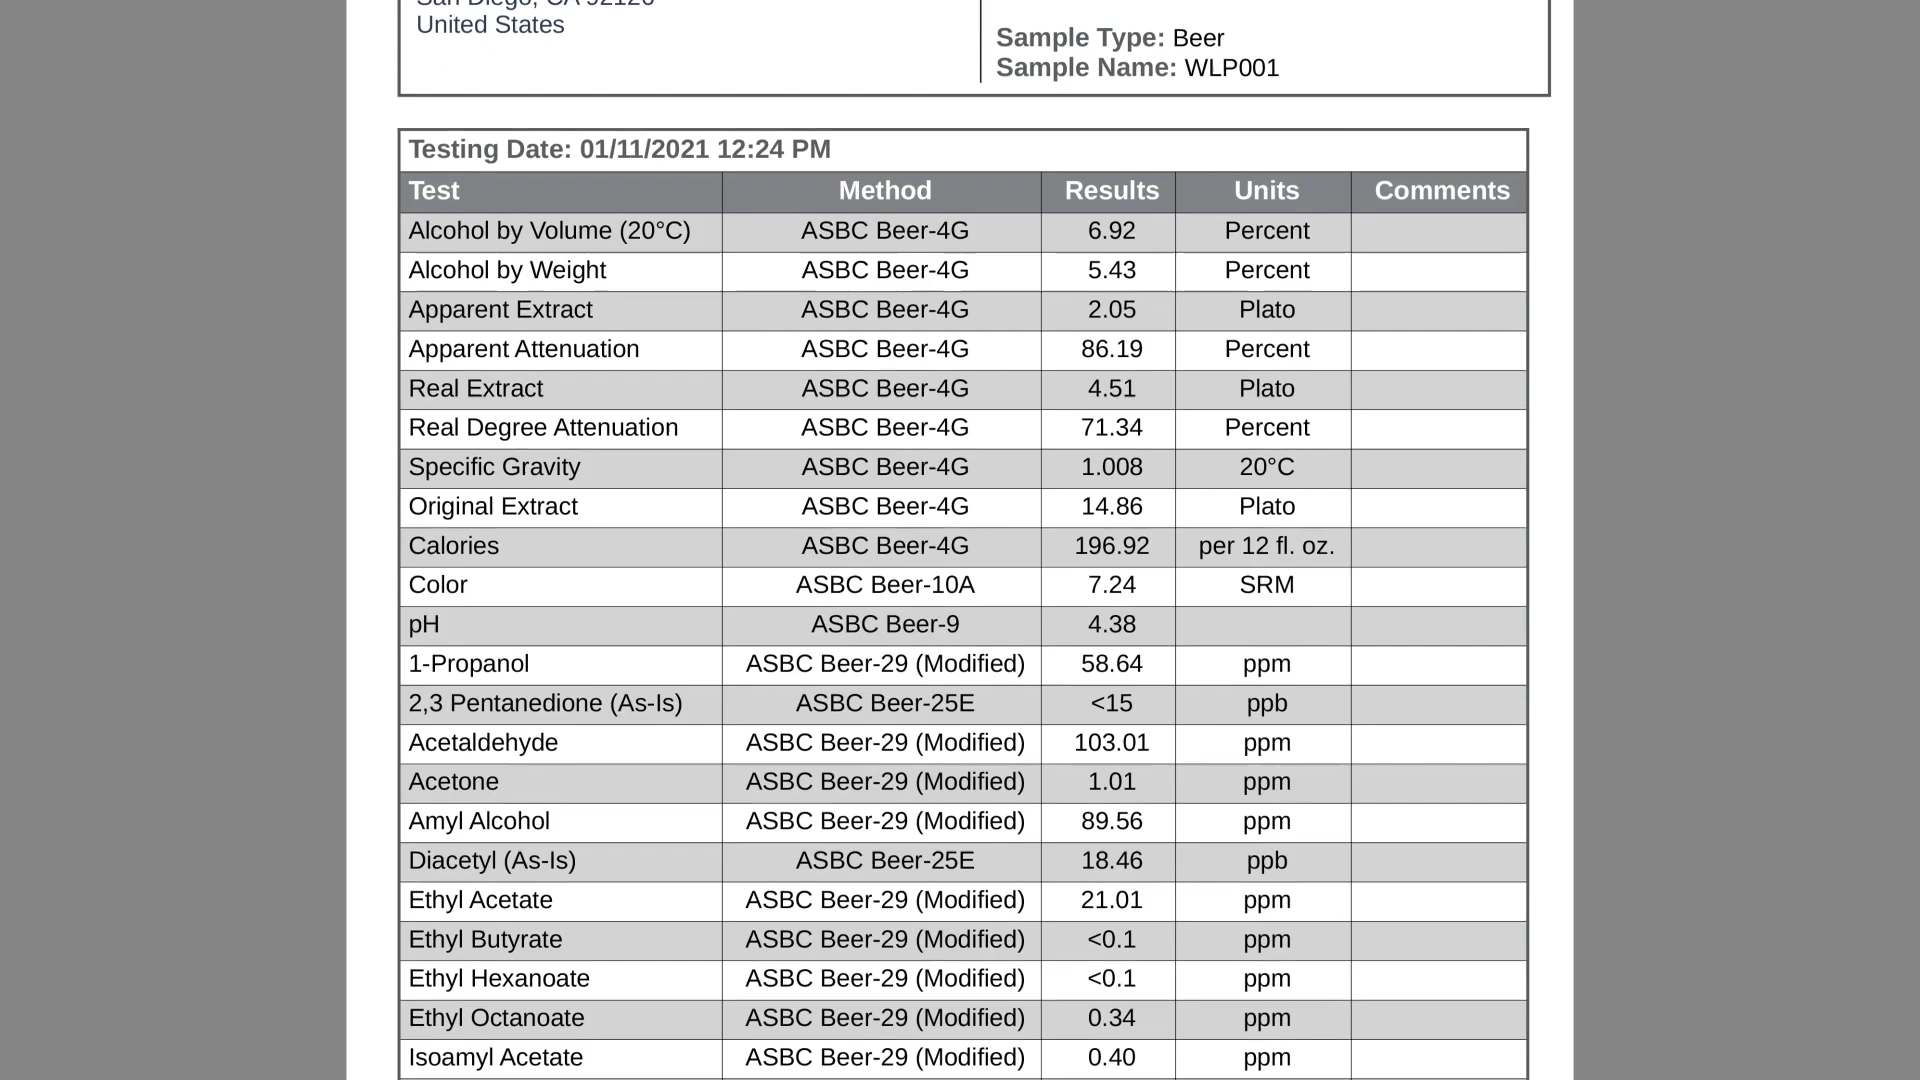 San Diego, CA 92126
United States
Sample Type: Beer
Sample Name: WLP001
Testing Date: 01/11/2021 12:24 PM
Test Method Results Units Comments
Alcohol by Volume (20°C) ASBC Beer-4G 6.92 Percent
Alcohol by Weight ASBC Beer-4G 5.43 Percent
Apparent Extract ASBC Beer-4G 2.05 Plato
Apparent Attenuation ASBC Beer-4G 86.19 Percent
Real Extract ASBC Beer-4G 4.51 Plato
Real Degree Attenuation ASBC Beer-4G 71.34 Percent
Specific Gravity ASBC Beer-4G 1.008 20°C
Original Extract ASBC Beer-4G 14.86 Plato
Calories ASBC Beer-4G 196.92 per 12 fl. oz.
Color ASBC Beer-10A 7.24 SRM
pH ASBC Beer-9 4.38
1-Propanol ASBC Beer-29 (Modified) 58.64 ppm
2,3 Pentanedione (As-Is) ASBC Beer-25E <15 ppb
Acetaldehyde ASBC Beer-29 (Modified) 103.01 ppm
Acetone ASBC Beer-29 (Modified) 1.01 ppm
Amyl Alcohol ASBC Beer-29 (Modified) 89.56 ppm
Diacetyl (As-Is) ASBC Beer-25E 18.46 ppb
Ethyl Acetate ASBC Beer-29 (Modified) 21.01 ppm
Ethyl Butyrate ASBC Beer-29 (Modified) <0.1 ppm
Ethyl Hexanoate ASBC Beer-29 (Modified) <0.1 ppm
Ethyl Octanoate ASBC Beer-29 (Modified) 0.34 ppm
Isoamyl Acetate ASBC Beer-29 (Modified) 0.40 ppm